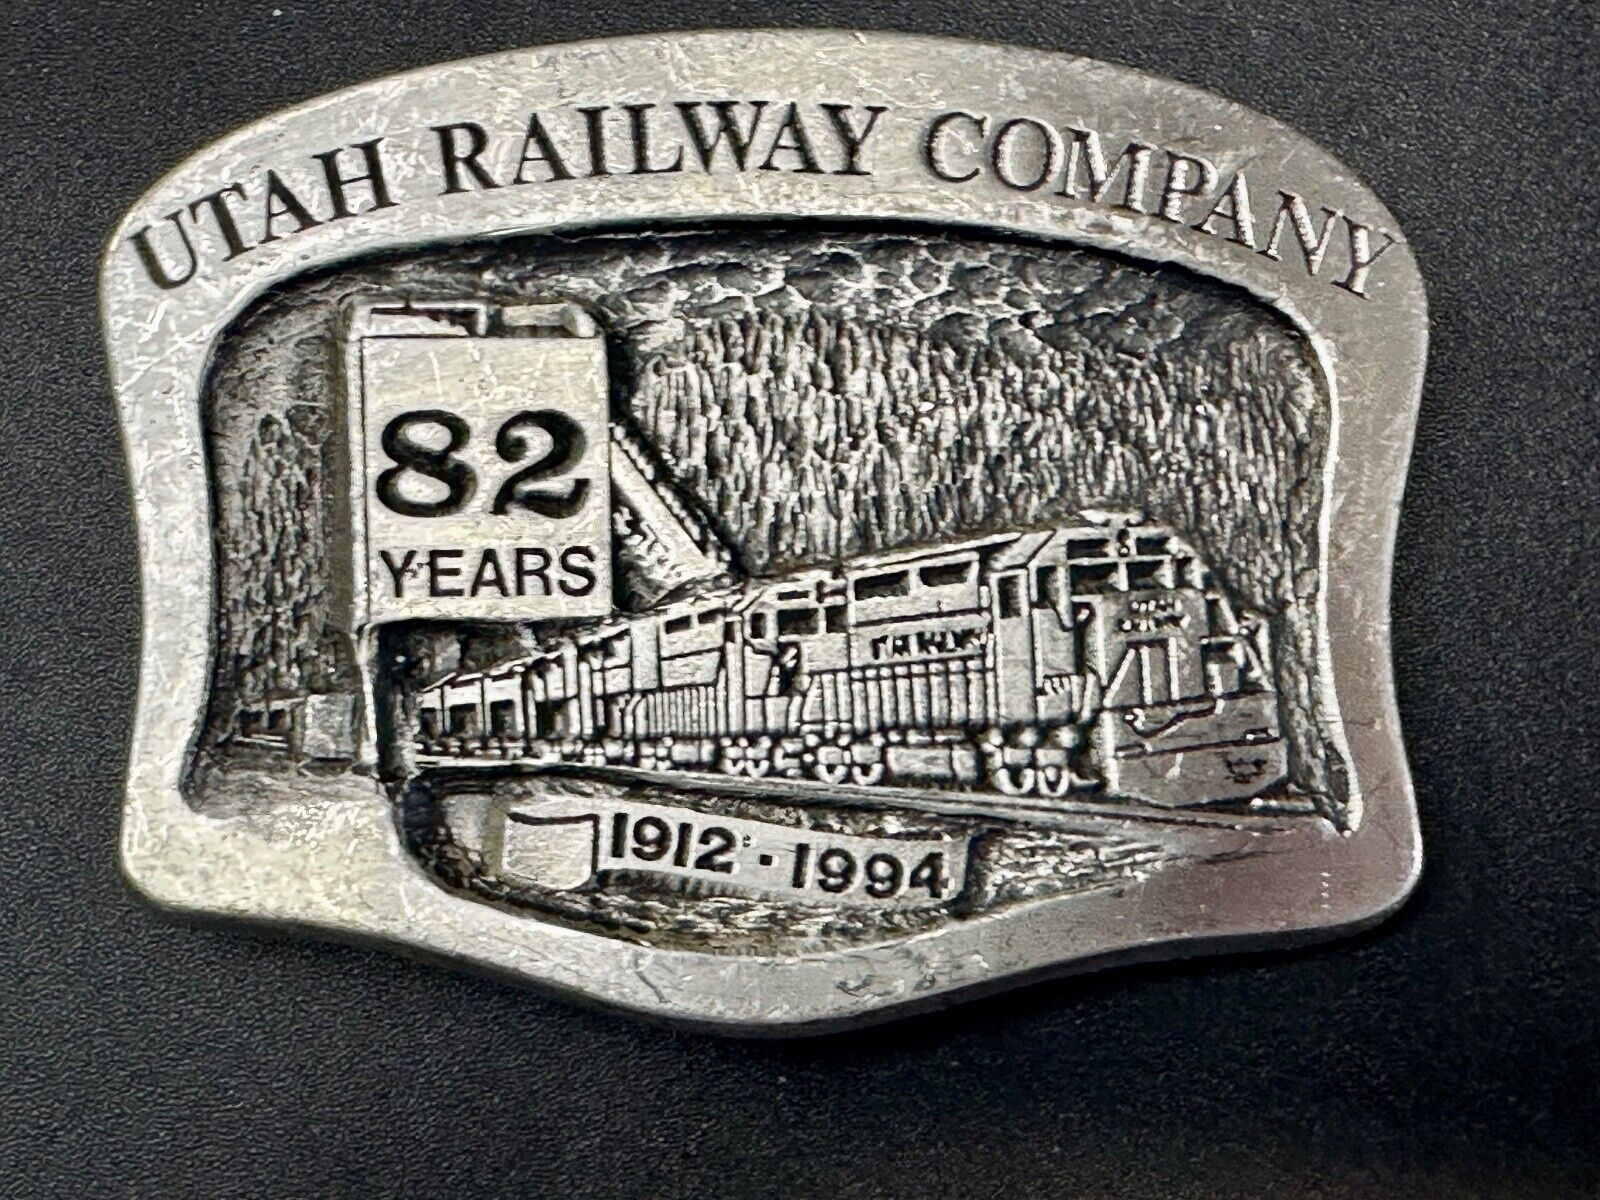 UTAH RAILWAY COMPANY
82
YEARS
1912 - 1994